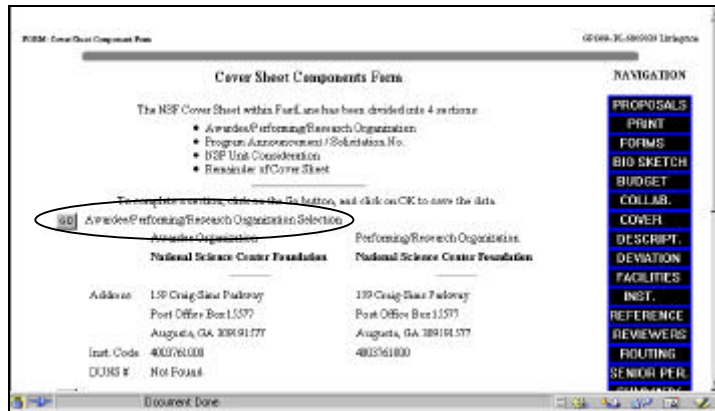 FORM: Cover Sheet Component Form
Cover Sheet Components Form
The NSF Cover Sheet within FastLane has been divided into 4 sections:
Awardee/Performing/Research Organization
Program Announcement / Solicitation No.
NSF Unit Consideration
Remainder of Cover Sheet
To complete a section, click on the Go button, and click on OK to save the data.
GO Awardee/Performing/Research Organization Selection
Awardee Organization Performing/Research Organization
National Science Center Foundation National Science Center Foundation
Address 159 Craig-Sims Parkway 159 Craig-Sims Parkway
Post Office Box 15577 Post Office Box 15577
Augusta, GA 309191577 Augusta, GA 309191577
Inst. Code 4003761000 4003761000
DUNS # Not Found
NAVIGATION
PROPOSALS
PRINT
FORMS
BIO SKETCH
BUDGET
COLLAB.
COVER
DESCRIPT.
DEVIATION
FACILITIES
INST.
REFERENCE
REVIEWERS
ROUTING
SENIOR PER.
SUMMARY
Document Done